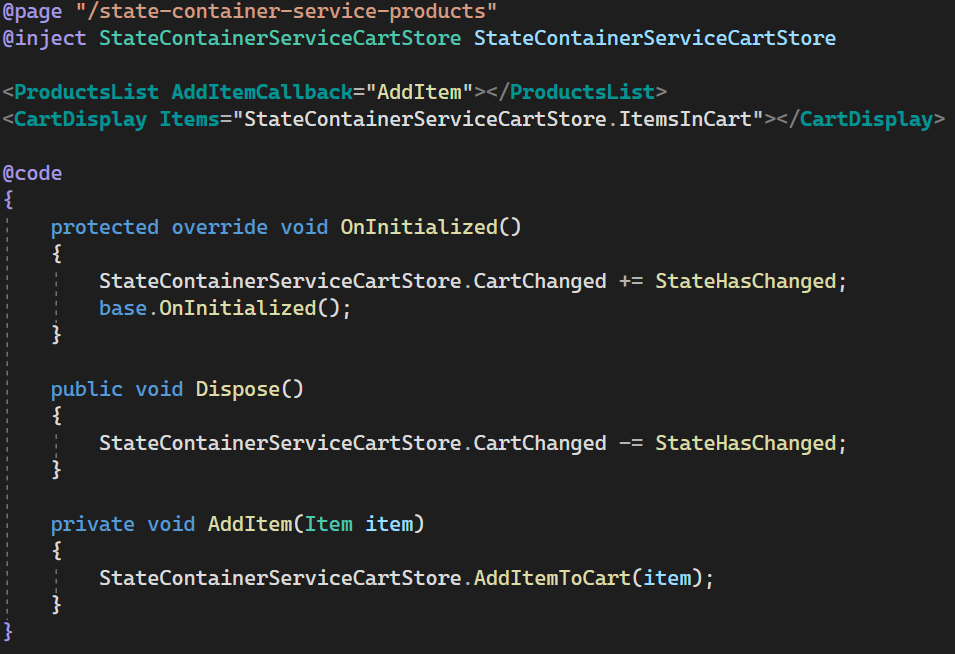 @page "/state-container-service-products"
@inject StateContainerServiceCartStore StateContainerServiceCartStore
<ProductsList AddItemCallback="AddItem"></ProductsList>
<CartDisplay Items="StateContainerServiceCartStore.ItemsInCart"></CartDisplay>
@code
{
    protected override void OnInitialized()
    {
        StateContainerServiceCartStore.CartChanged += StateHasChanged;
        base.OnInitialized();
    }
    public void Dispose()
    {
        StateContainerServiceCartStore.CartChanged -= StateHasChanged;
    }
    private void AddItem(Item item)
    {
        StateContainerServiceCartStore.AddItemToCart(item);
    }
}